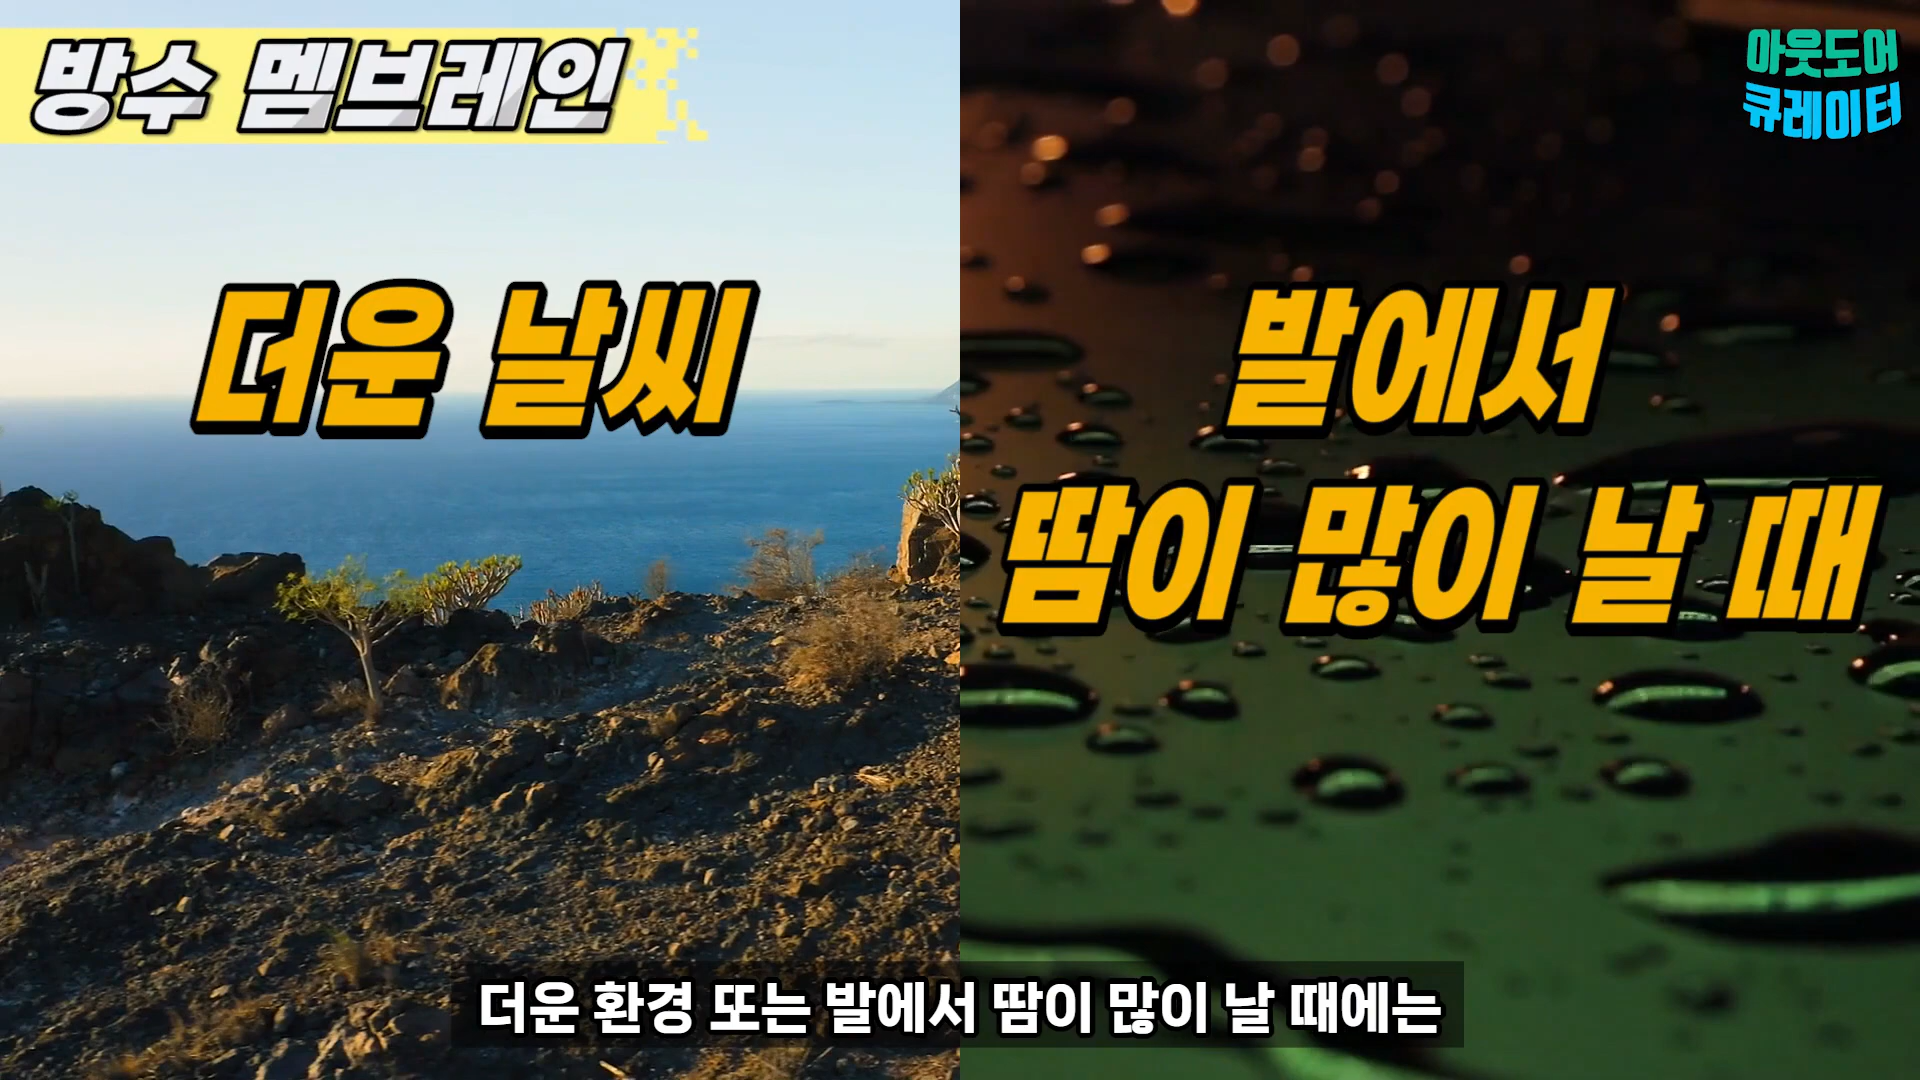 방수 멤브레인
아웃도어
큐레이터
더운 날씨
발에서
땀이 많이 날 때
더운 환경 또는 발에서 땀이 많이 날 때에는